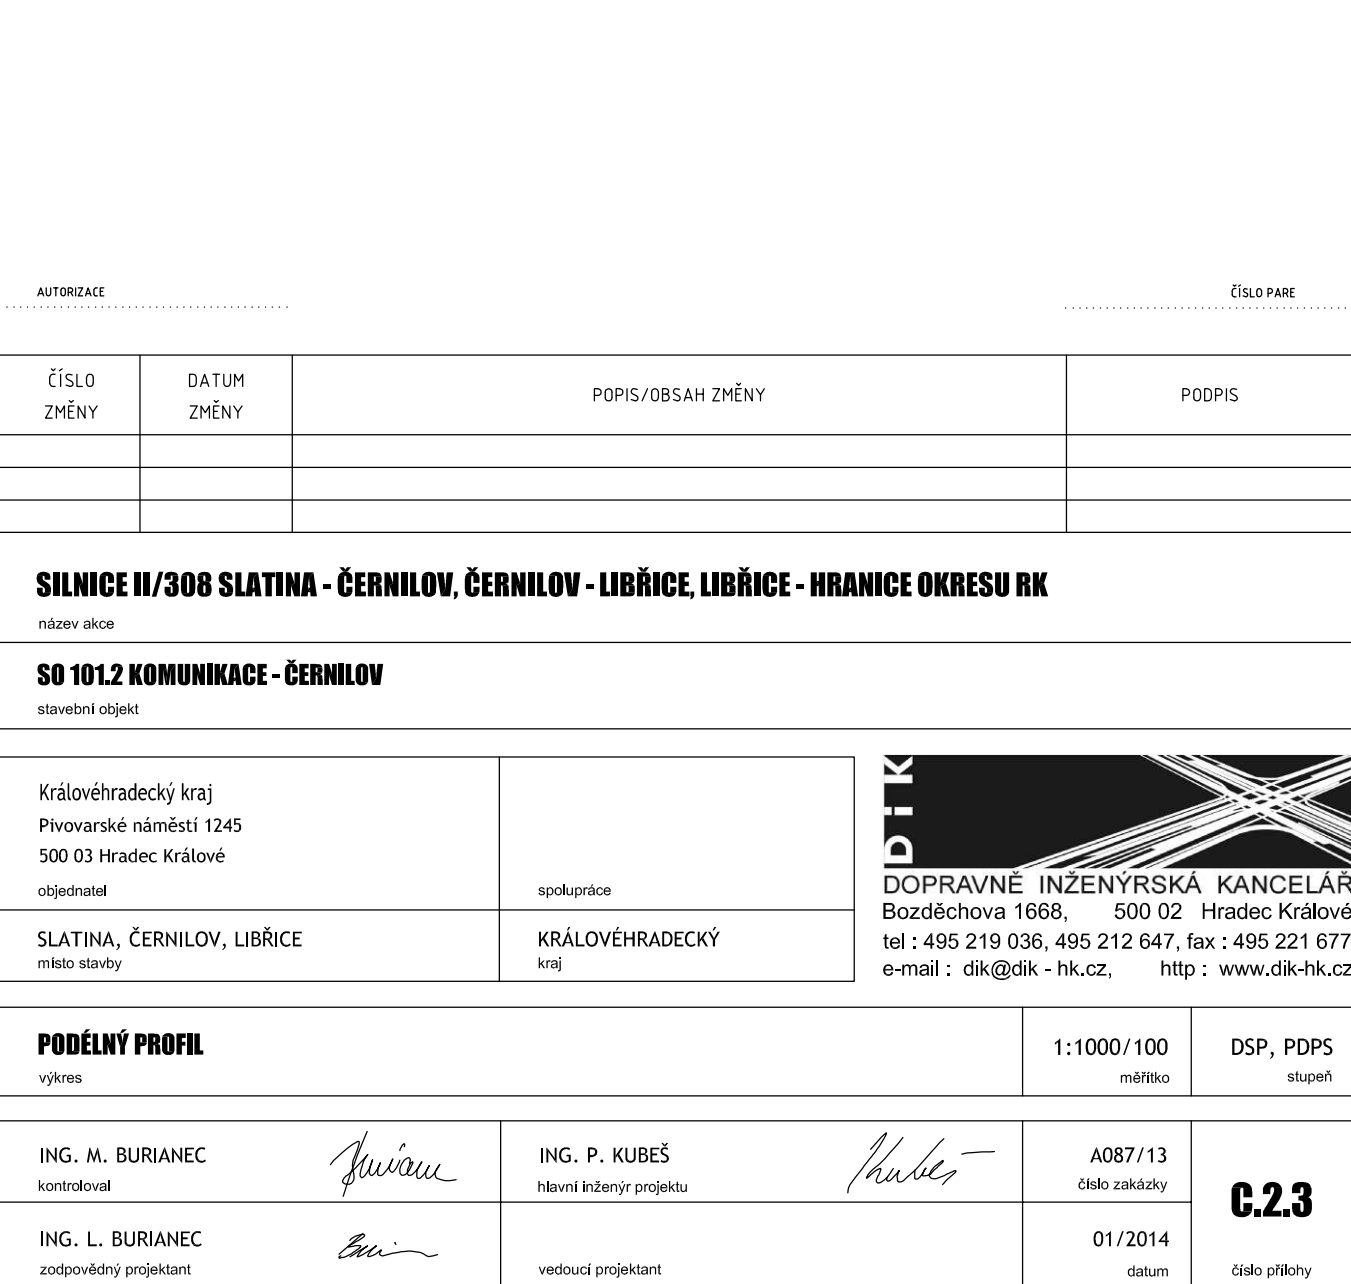 AUTORIZACE
ČÍSLO PARE
ČÍSLO ZMĚNY
DATUM ZMĚNY
POPIS/OBSAH ZMĚNY
PODPIS
SILNICE II/308 SLATINA - ČERNILOV, ČERNILOV - LIBŘICE, LIBŘICE - HRANICE OKRESU RK
název akce
SO 101.2 KOMUNIKACE - ČERNILOV
stavební objekt
Královéhradecký kraj
Pivovarské náměstí 1245
500 03 Hradec Králové
objednatel
spolupráce
SLATINA, ČERNILOV, LIBŘICE
místo stavby
KRÁLOVÉHRADECKÝ
kraj
DiK
DOPRAVNĚ INŽENÝRSKÁ KANCELÁŘ
Bozděchova 1668, 500 02 Hradec Králové
tel : 495 219 036, 495 212 647, fax : 495 221 677
e-mail : dik@dik - hk.cz, http : www.dik-hk.cz
PODÉLNÝ PROFIL
výkres
1:1000/100
měřítko
DSP, PDPS
stupeň
ING. M. BURIANEC
kontroloval
ING. P. KUBEŠ
Kubeš
hlavní inženýr projektu
A087/13
číslo zakázky
C.2.3
číslo přílohy
ING. L. BURIANEC
zodpovědný projektant
vedoucí projektant
01/2014
datum